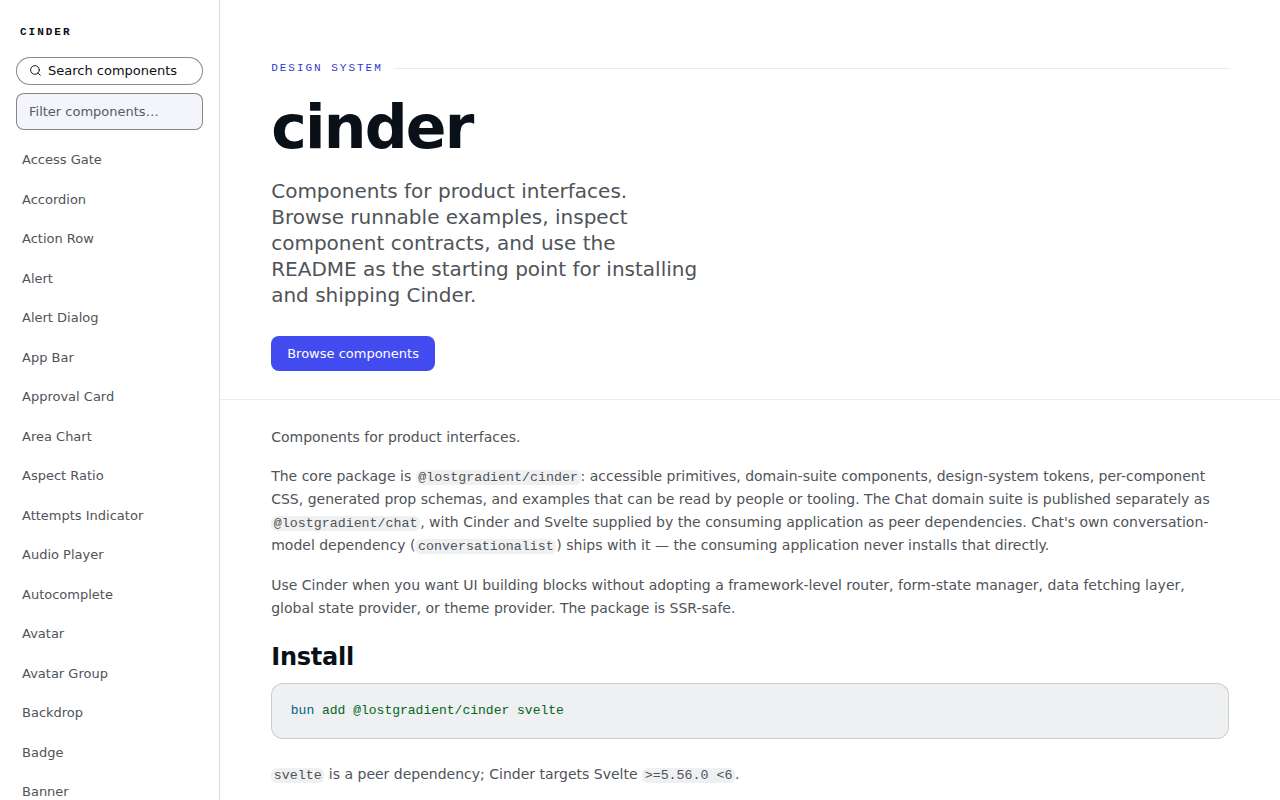 CINDER
Search components
Filter components...
Access Gate
Accordion
Action Row
Alert
Alert Dialog
App Bar
Approval Card
Area Chart
Aspect Ratio
Attempts Indicator
Audio Player
Autocomplete
Avatar
Avatar Group
Backdrop
Badge
Banner
DESIGN SYSTEM
cinder
Components for product interfaces.
Browse runnable examples, inspect
component contracts, and use the
README as the starting point for installing
and shipping Cinder.
Browse components
Components for product interfaces.
The core package is @lostgradient/cinder: accessible primitives, domain-suite components, design-system tokens, per-component
CSS, generated prop schemas, and examples that can be read by people or tooling. The Chat domain suite is published separately as
@lostgradient/chat, with Cinder and Svelte supplied by the consuming application as peer dependencies. Chat's own conversation-
model dependency (conversationalist) ships with it — the consuming application never installs that directly.
Use Cinder when you want UI building blocks without adopting a framework-level router, form-state manager, data fetching layer,
global state provider, or theme provider. The package is SSR-safe.
Install
bun add @lostgradient/cinder svelte
svelte is a peer dependency; Cinder targets Svelte >=5.56.0 <6.